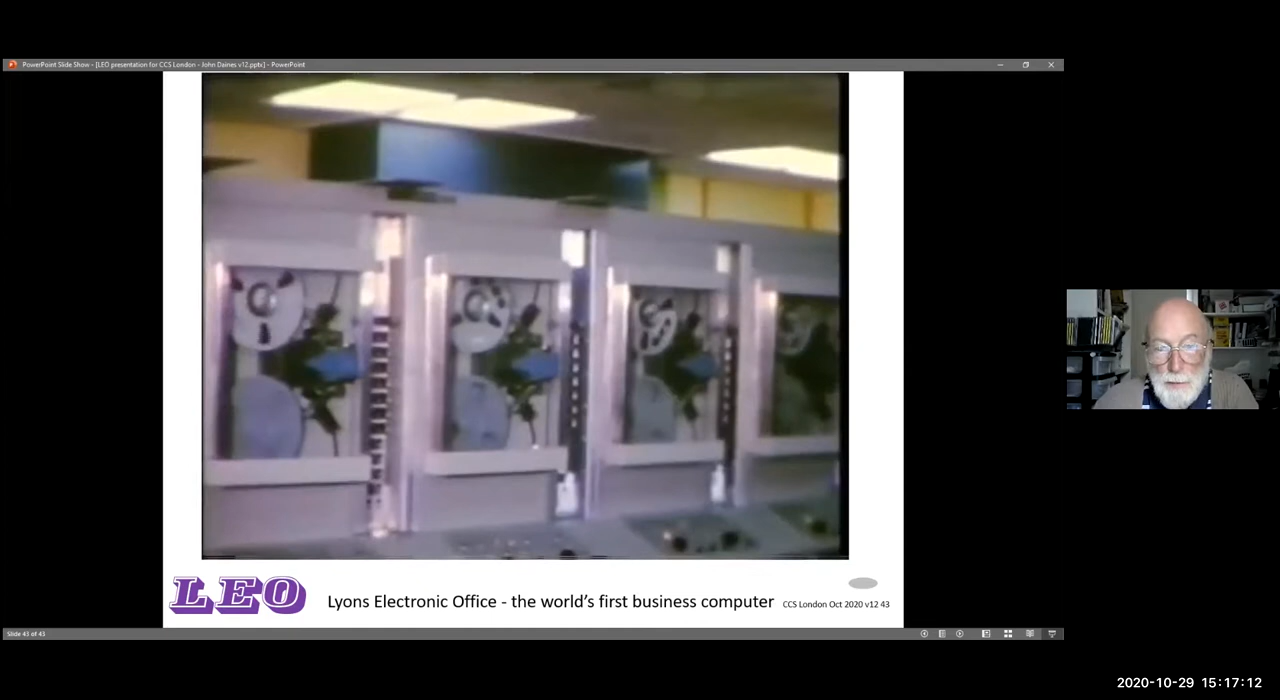 PowerPoint Slide Show - [LEO presentation for CCS London - John Daines v12.pptx] - PowerPoint
LEO
Lyons Electronic Office - the world's first business computer
CCS London Oct 2020 v12 43
Slide 43 of 43
2020-10-29 15:17:12